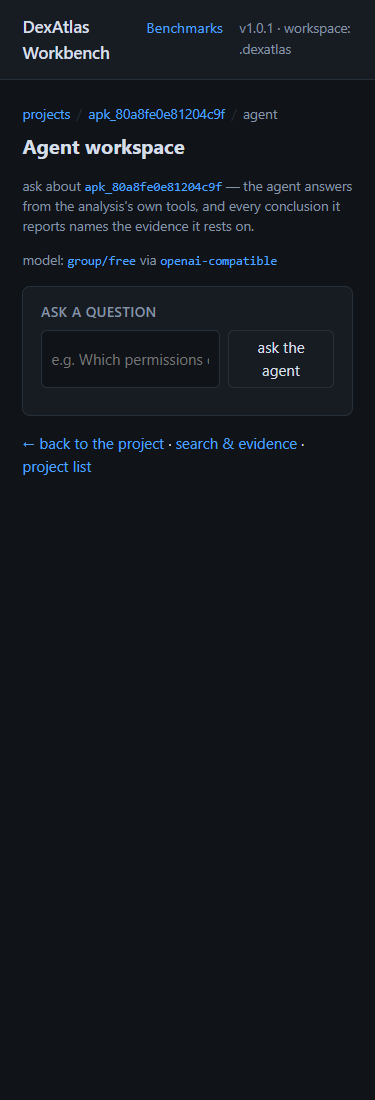 DexAtlas Workbench
Benchmarks
v1.0.1 · workspace: .dexatlas
projects / apk_80a8fe0e81204c9f / agent
Agent workspace
ask about apk_80a8fe0e81204c9f — the agent answers
from the analysis's own tools, and every conclusion it
reports names the evidence it rests on.
model: group/free via openai-compatible
ASK A QUESTION
e.g. Which permissions
ask the
agent
← back to the project · search & evidence ·
project list